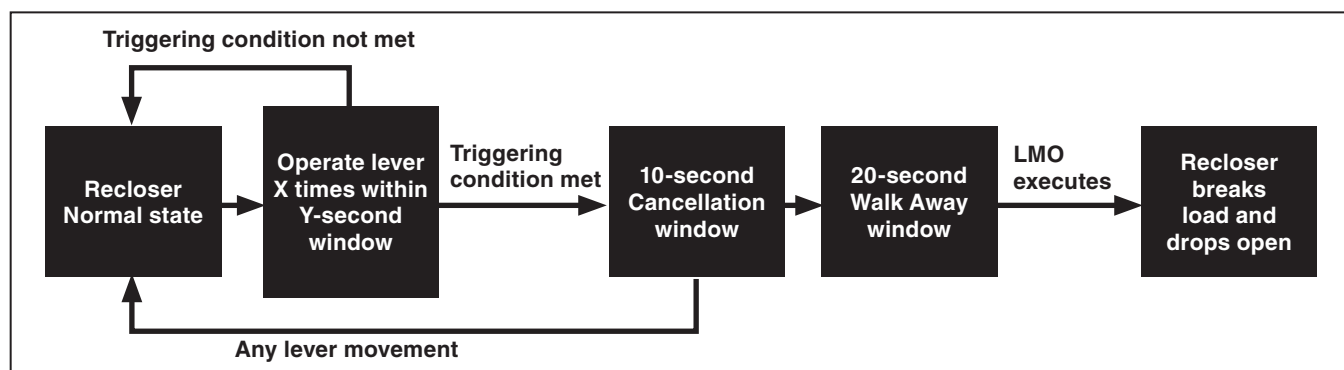 Triggering condition not met
Recloser
Normal state
Operate lever
X times within
Y-second
window
Triggering
condition met
10-second
Cancellation
window
20-second
Walk Away
window
LMO
executes
Recloser
breaks
load and
drops open
Any lever movement